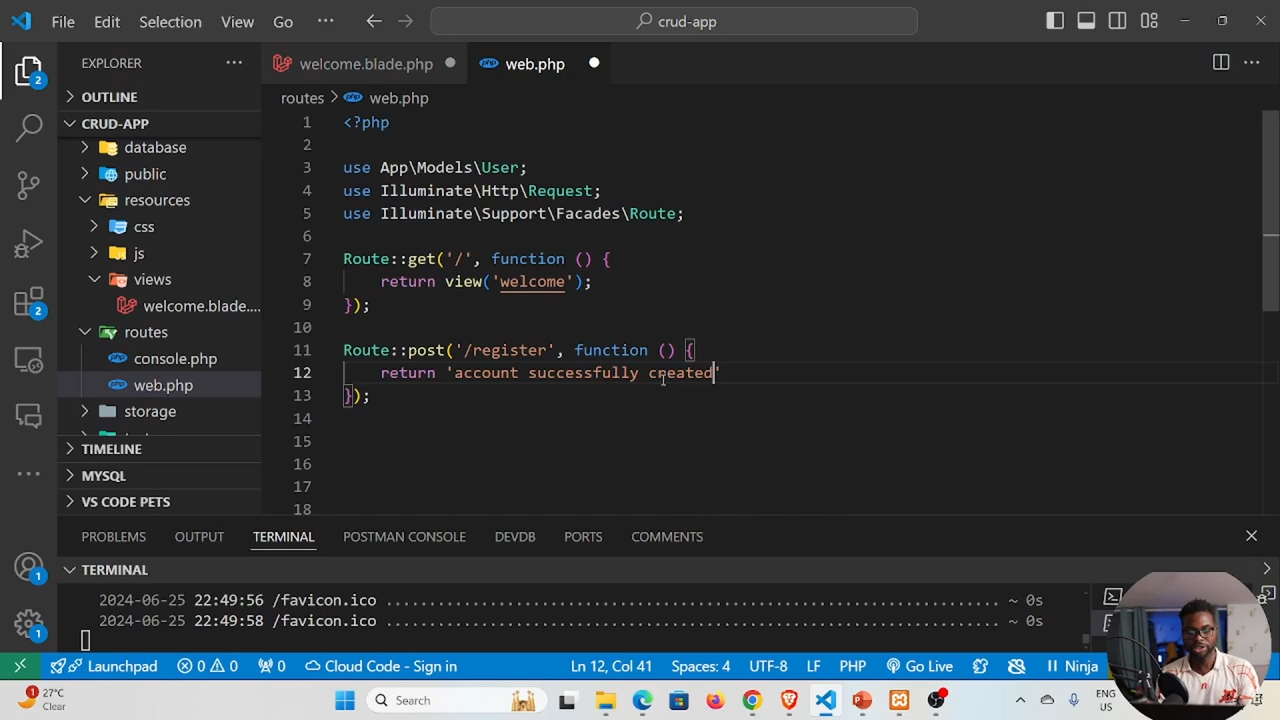 File Edit Selection View Go ... crud-app
EXPLORER ...
welcome.blade.php web.php ...
OUTLINE
CRUD-APP
database
public
resources
css
js
views
welcome.blade....
routes
console.php
web.php
storage
TIMELINE
MYSQL
VS CODE PETS
2
2
1
1
routes > web.php
1 <?php
2
3 use App\Models\User;
4 use Illuminate\Http\Request;
5 use Illuminate\Support\Facades\Route;
6
7 Route::get('/', function () {
8 return view('welcome');
9 });
10
11 Route::post('/register', function () {
12 return 'account successfully created'
13 });
14
15
16
17
18
PROBLEMS OUTPUT TERMINAL POSTMAN CONSOLE DEVDB PORTS COMMENTS
TERMINAL
2024-06-25 22:49:56 /favicon.ico ................................................................... ~ 0s
2024-06-25 22:49:58 /favicon.ico ................................................................... ~ 0s
Launchpad 0 0 0 Cloud Code - Sign in Ln 12, Col 41 Spaces: 4 UTF-8 LF PHP Go Live Ninja
1 27°C
Clear
Search
ENG
US